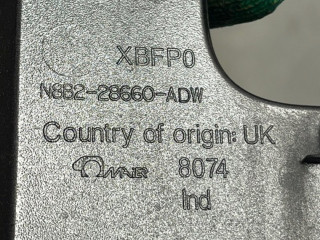 XBFP0
N8B2-28660-ADW
Country of origin: UK
8074
Ind